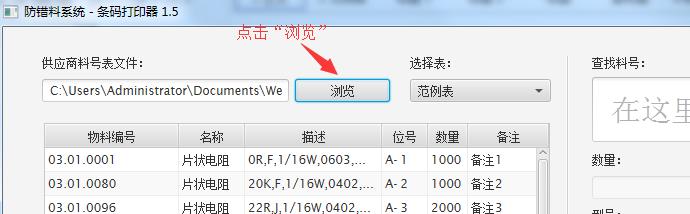 防错料系统 - 条码打印器 1.5
点击“浏览”
供应商料号表文件： 选择表： 查找料号：
C:\Users\Administrator\Documents\We 浏览 范例表 在这里
数量：
物料编号 名称 描述 位号 数量 备注
03.01.0001 片状电阻 0R,F,1/16W,0603,... A- 1 1000 备注1
03.01.0080 片状电阻 20K,F,1/16W,0402,... A- 2 1000 备注2
03.01.0096 片状电阻 22R,J,1/16W,0402,... A- 3 2000 备注3